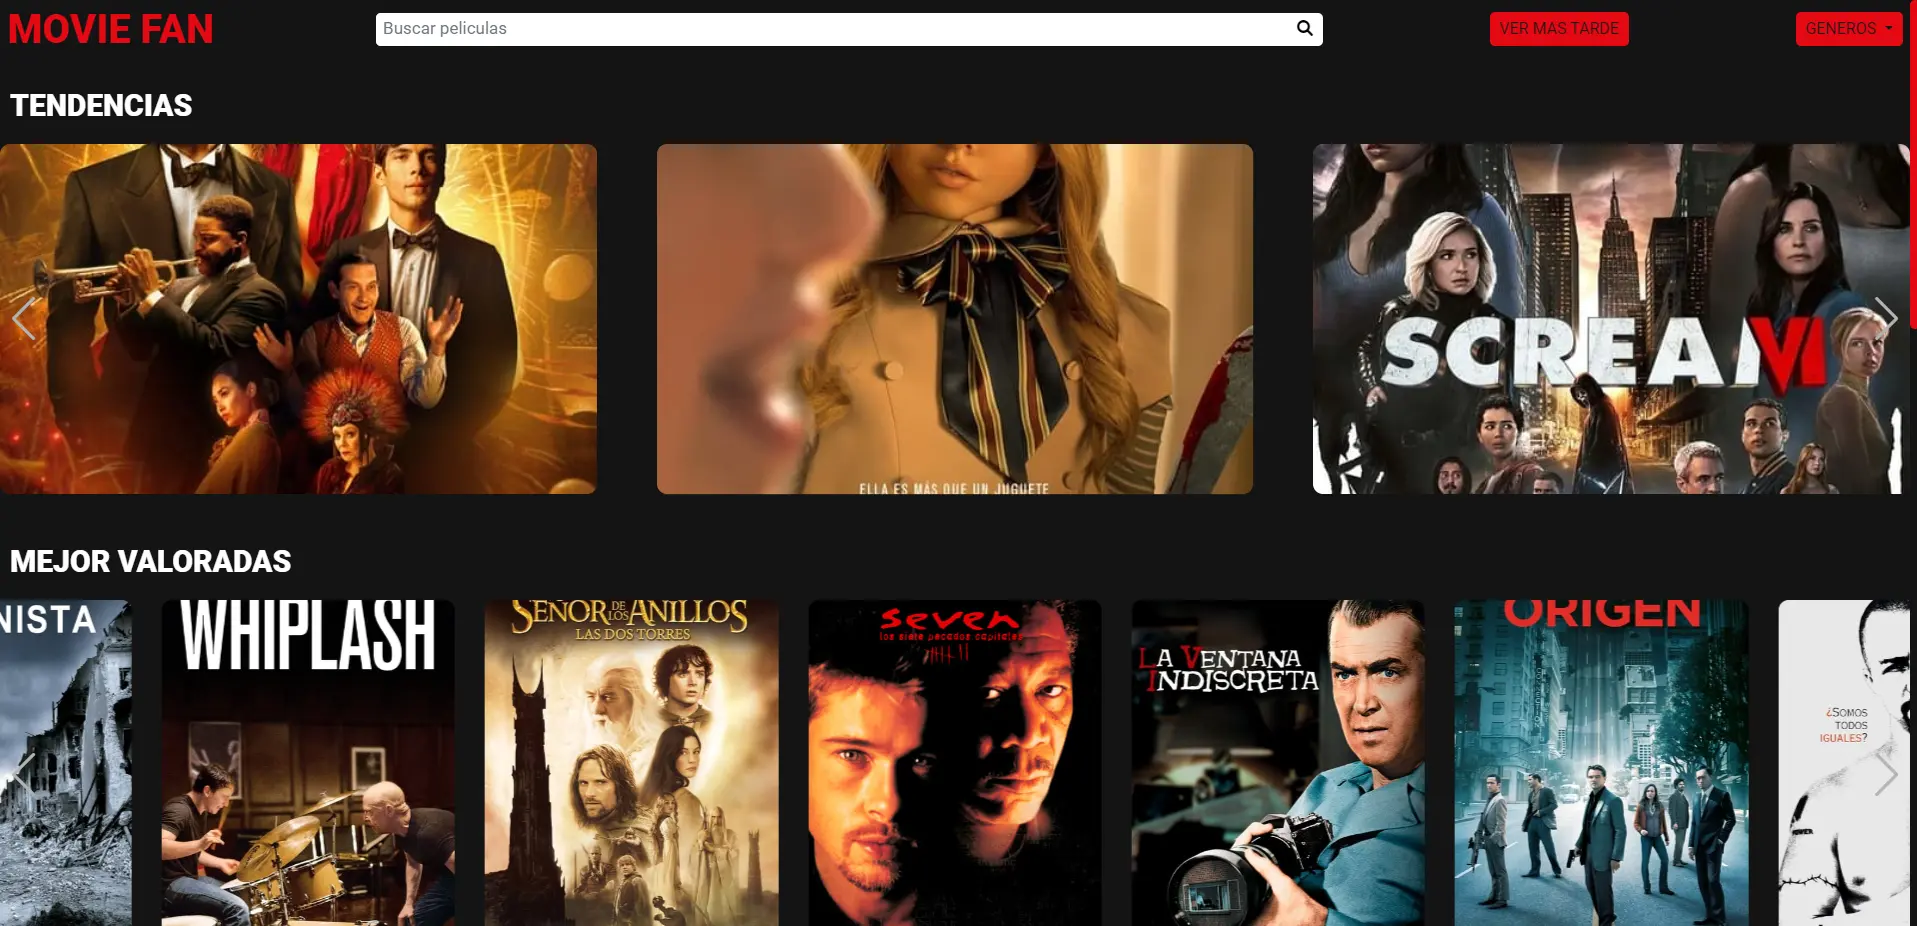 MOVIE FAN
Buscar peliculas
VER MAS TARDE
GENEROS
TENDENCIAS
ELLA ES MÁS QUE UN JUGUETE
SCREAM VI
MEJOR VALORADAS
NISTA
WHIPLASH
SEÑOR DE LOS ANILLOS
LAS DOS TORRES
seven
los siete pecados capitales
LA VENTANA
INDISCRETA
ORIGEN
¿SOMOS
TODOS
IGUALES?